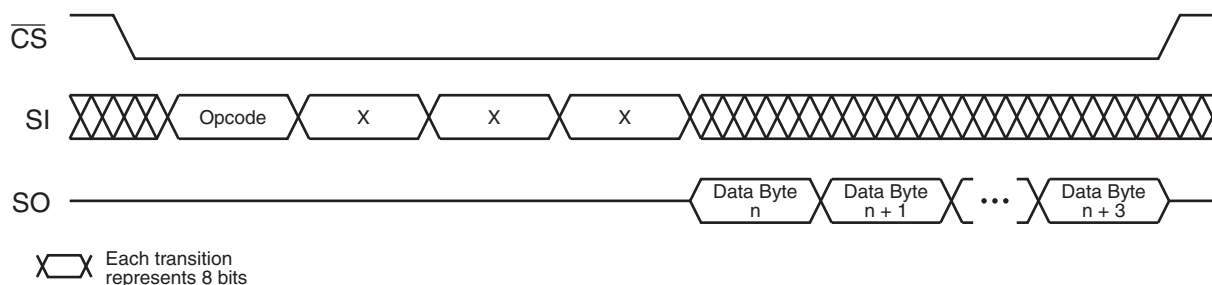 CS
SI
Opcode X X X
SO
Data Byte n
Data Byte n + 1
•••
Data Byte n + 3
Each transition
represents 8 bits